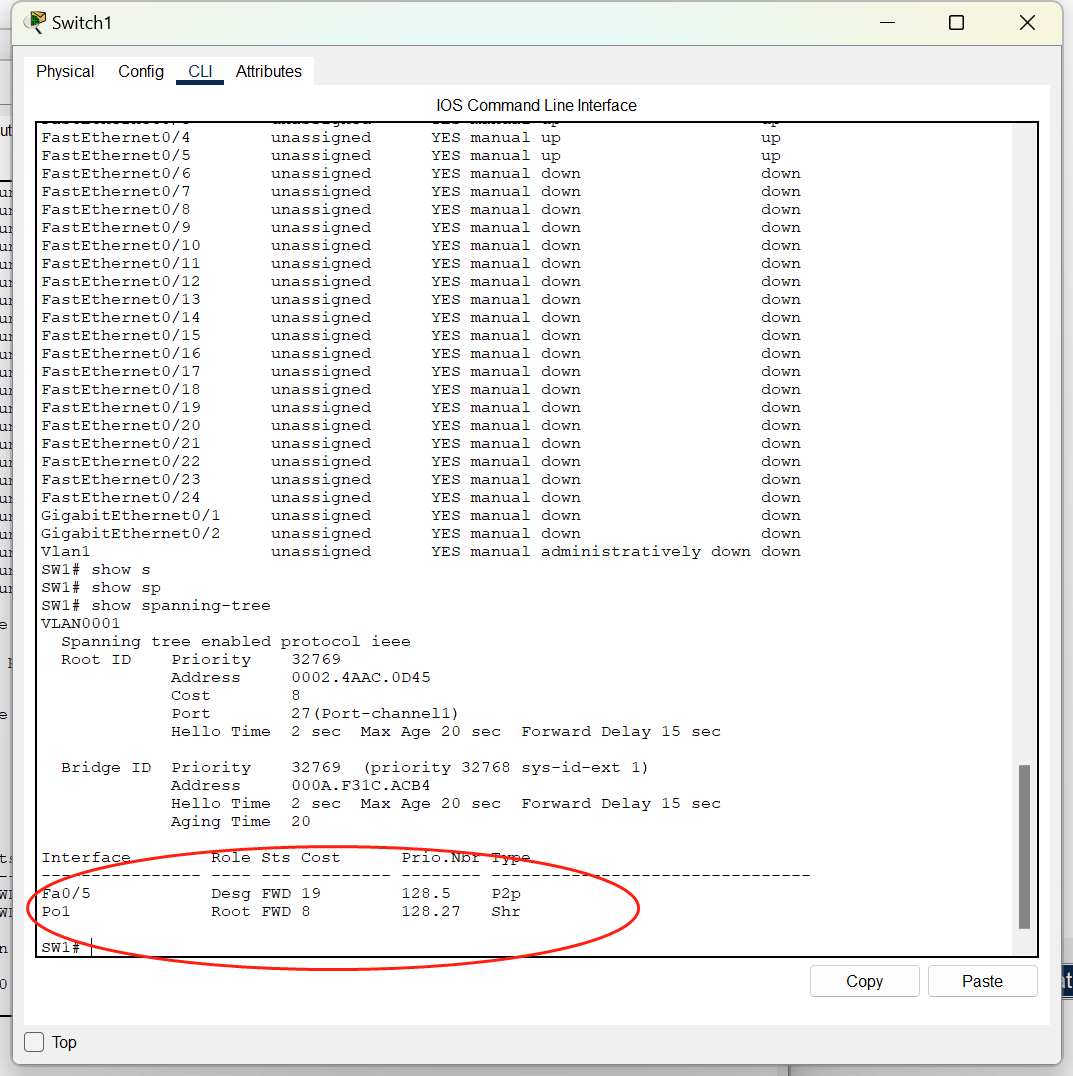 Switch1
Physical Config CLI Attributes
IOS Command Line Interface
FastEthernet0/4 unassigned YES manual up up
FastEthernet0/5 unassigned YES manual up up
FastEthernet0/6 unassigned YES manual down down
FastEthernet0/7 unassigned YES manual down down
FastEthernet0/8 unassigned YES manual down down
FastEthernet0/9 unassigned YES manual down down
FastEthernet0/10 unassigned YES manual down down
FastEthernet0/11 unassigned YES manual down down
FastEthernet0/12 unassigned YES manual down down
FastEthernet0/13 unassigned YES manual down down
FastEthernet0/14 unassigned YES manual down down
FastEthernet0/15 unassigned YES manual down down
FastEthernet0/16 unassigned YES manual down down
FastEthernet0/17 unassigned YES manual down down
FastEthernet0/18 unassigned YES manual down down
FastEthernet0/19 unassigned YES manual down down
FastEthernet0/20 unassigned YES manual down down
FastEthernet0/21 unassigned YES manual down down
FastEthernet0/22 unassigned YES manual down down
FastEthernet0/23 unassigned YES manual down down
FastEthernet0/24 unassigned YES manual down down
GigabitEthernet0/1 unassigned YES manual down down
GigabitEthernet0/2 unassigned YES manual down down
Vlan1 unassigned YES manual administratively down down
SW1# show s
SW1# show sp
SW1# show spanning-tree
VLAN0001
Spanning tree enabled protocol ieee
Root ID Priority 32769
Address 0002.4AAC.0D45
Cost 8
Port 27(Port-channel1)
Hello Time 2 sec Max Age 20 sec Forward Delay 15 sec
Bridge ID Priority 32769 (priority 32768 sys-id-ext 1)
Address 000A.F31C.ACB4
Hello Time 2 sec Max Age 20 sec Forward Delay 15 sec
Aging Time 20
Interface Role Sts Cost Prio.Nbr Type
---------------- ---- --- --------- -------- --------------------------------
Fa0/5 Desg FWD 19 128.5 P2p
Po1 Root FWD 8 128.27 Shr
SW1#
Copy Paste
Top